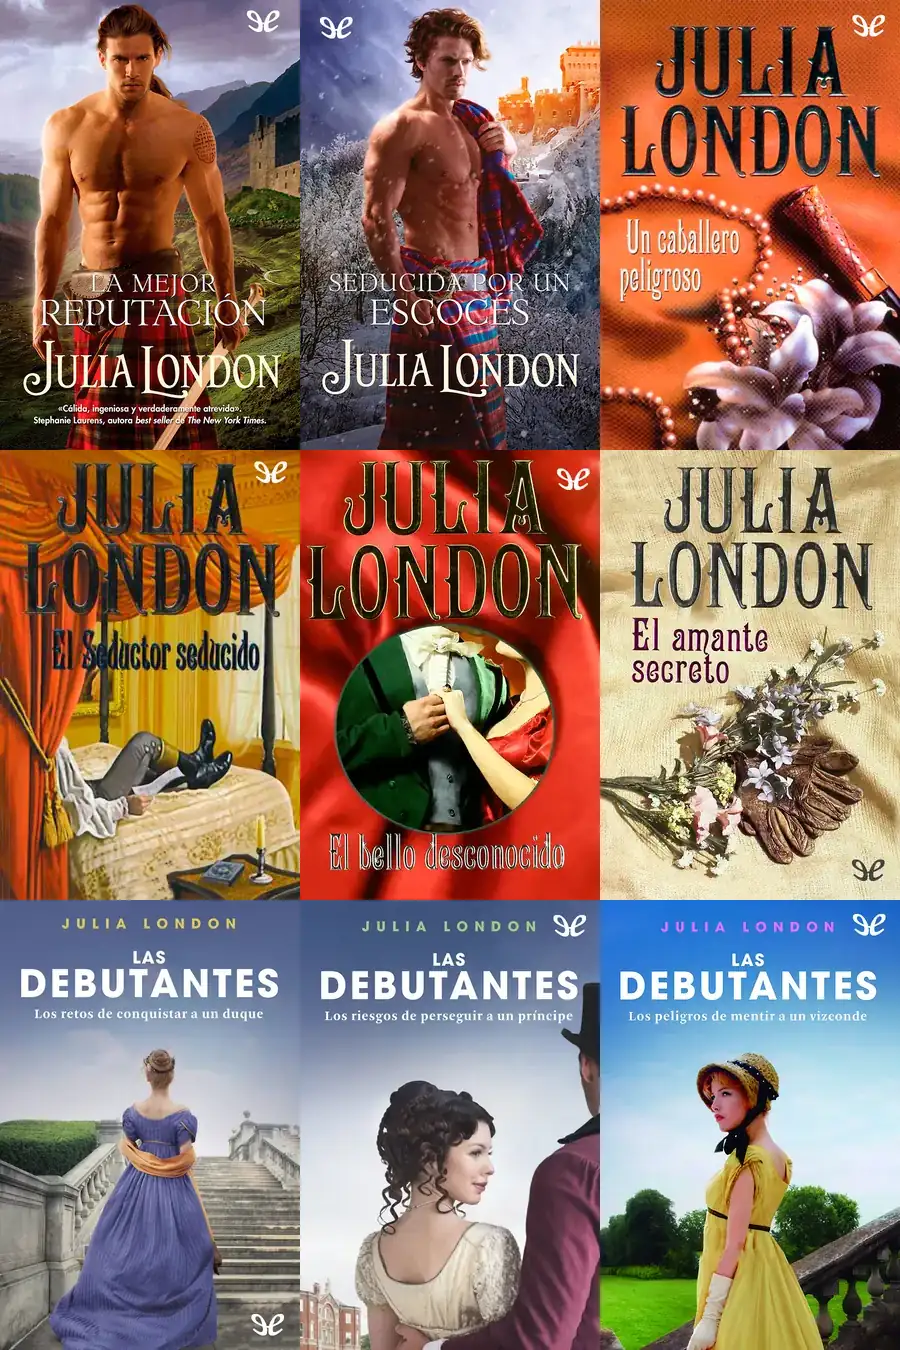 LA MEJOR
REPUTACIÓN
JULIA LONDON
«Cálida, ingeniosa y verdaderamente atrevida».
Stephanie Laurens, autora best seller de The New York Times.
SEDUCIDA POR UN
ESCOCÉS
JULIA LONDON
JULIA
LONDON
Un caballero
peligroso
JULIA
LONDON
El Seductor seducido
JULIA
LONDON
El bello desconocido
JULIA
LONDON
El amante
secreto
JULIA LONDON
LAS
DEBUTANTES
Los retos de conquistar a un duque
JULIA LONDON
LAS
DEBUTANTES
Los riesgos de perseguir a un príncipe
JULIA LONDON
LAS
DEBUTANTES
Los peligros de mentir a un vizconde